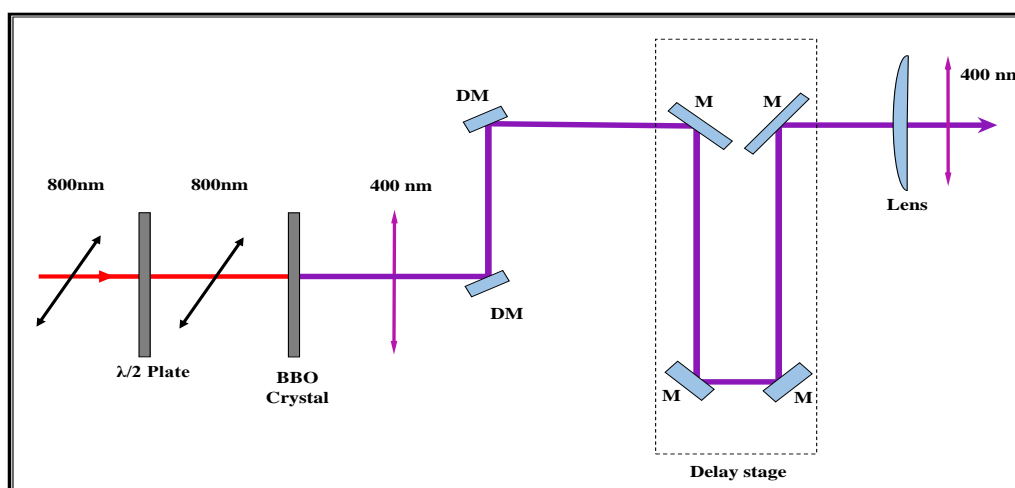 DM
M
M
400 nm
800nm
800nm
400 nm
Lens
DM
λ/2 Plate
BBO
Crystal
M
M
Delay stage